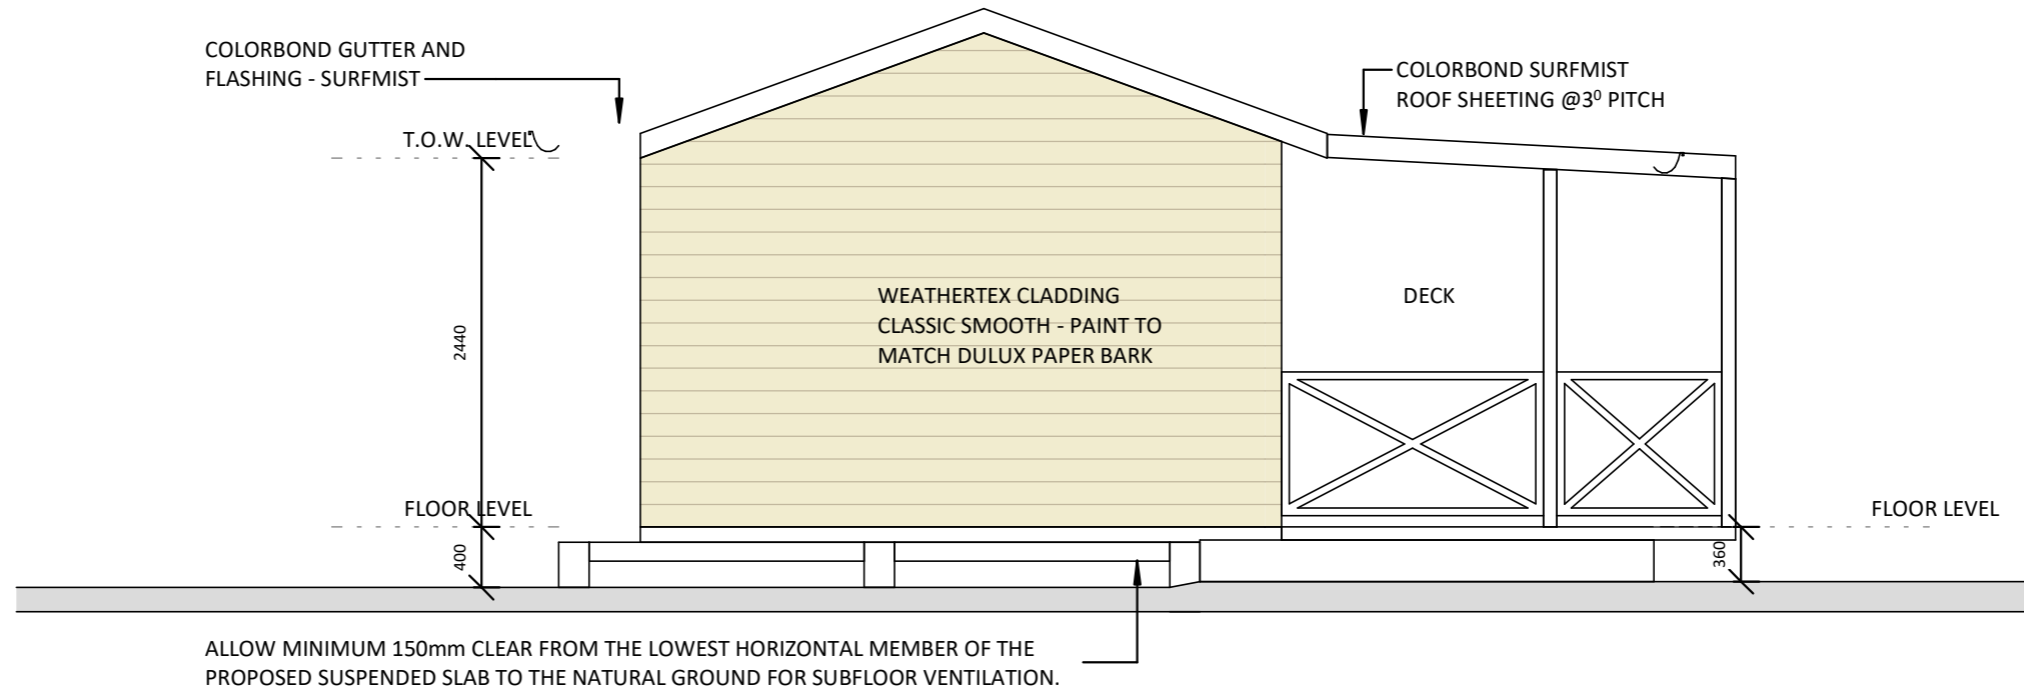 COLORBOND GUTTER AND
FLASHING - SURFMIST
COLORBOND SURFMIST
ROOF SHEETING @3⁰ PITCH
T.O.W. LEVEL
2440
WEATHERTEX CLADDING
CLASSIC SMOOTH - PAINT TO
MATCH DULUX PAPER BARK
DECK
FLOOR LEVEL
FLOOR LEVEL
400
360
ALLOW MINIMUM 150mm CLEAR FROM THE LOWEST HORIZONTAL MEMBER OF THE
PROPOSED SUSPENDED SLAB TO THE NATURAL GROUND FOR SUBFLOOR VENTILATION.